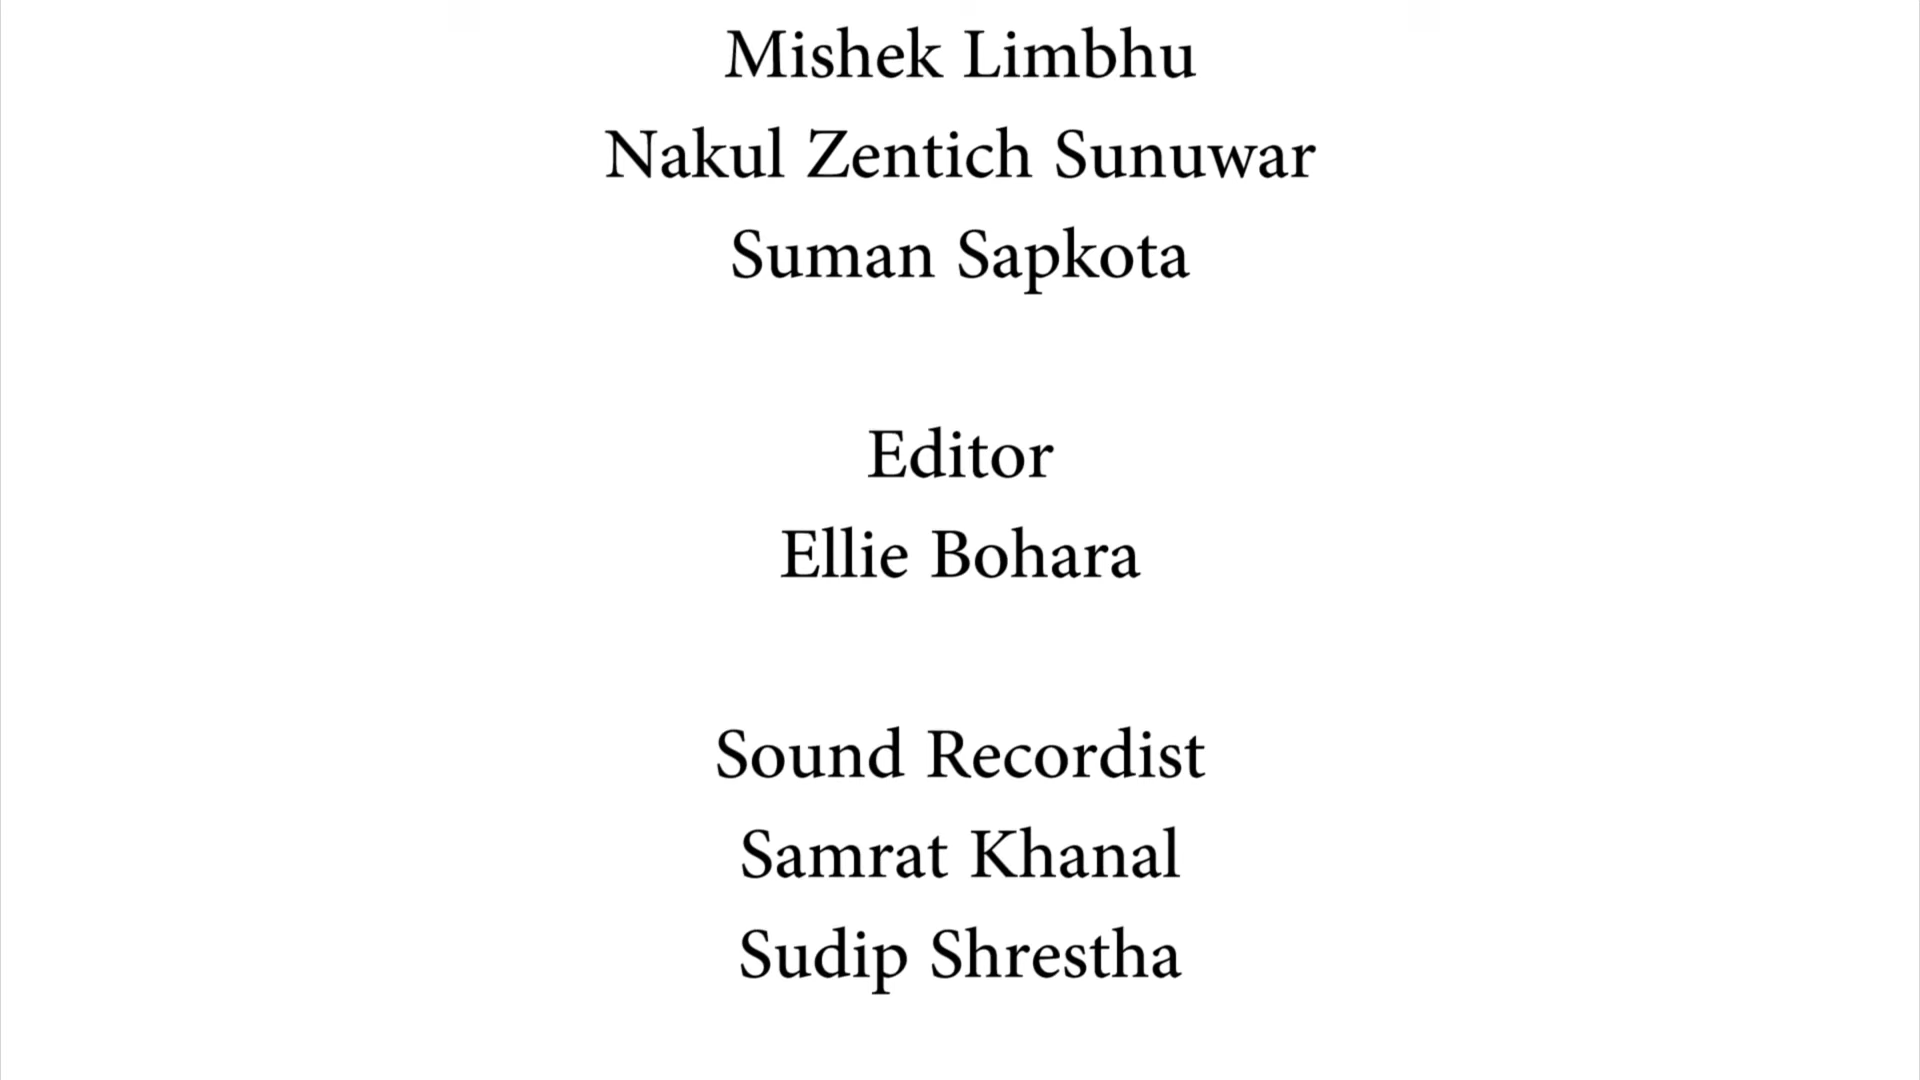 Mishek Limbhu
Nakul Zentich Sunuwar
Suman Sapkota
Editor
Ellie Bohara
Sound Recordist
Samrat Khanal
Sudip Shrestha